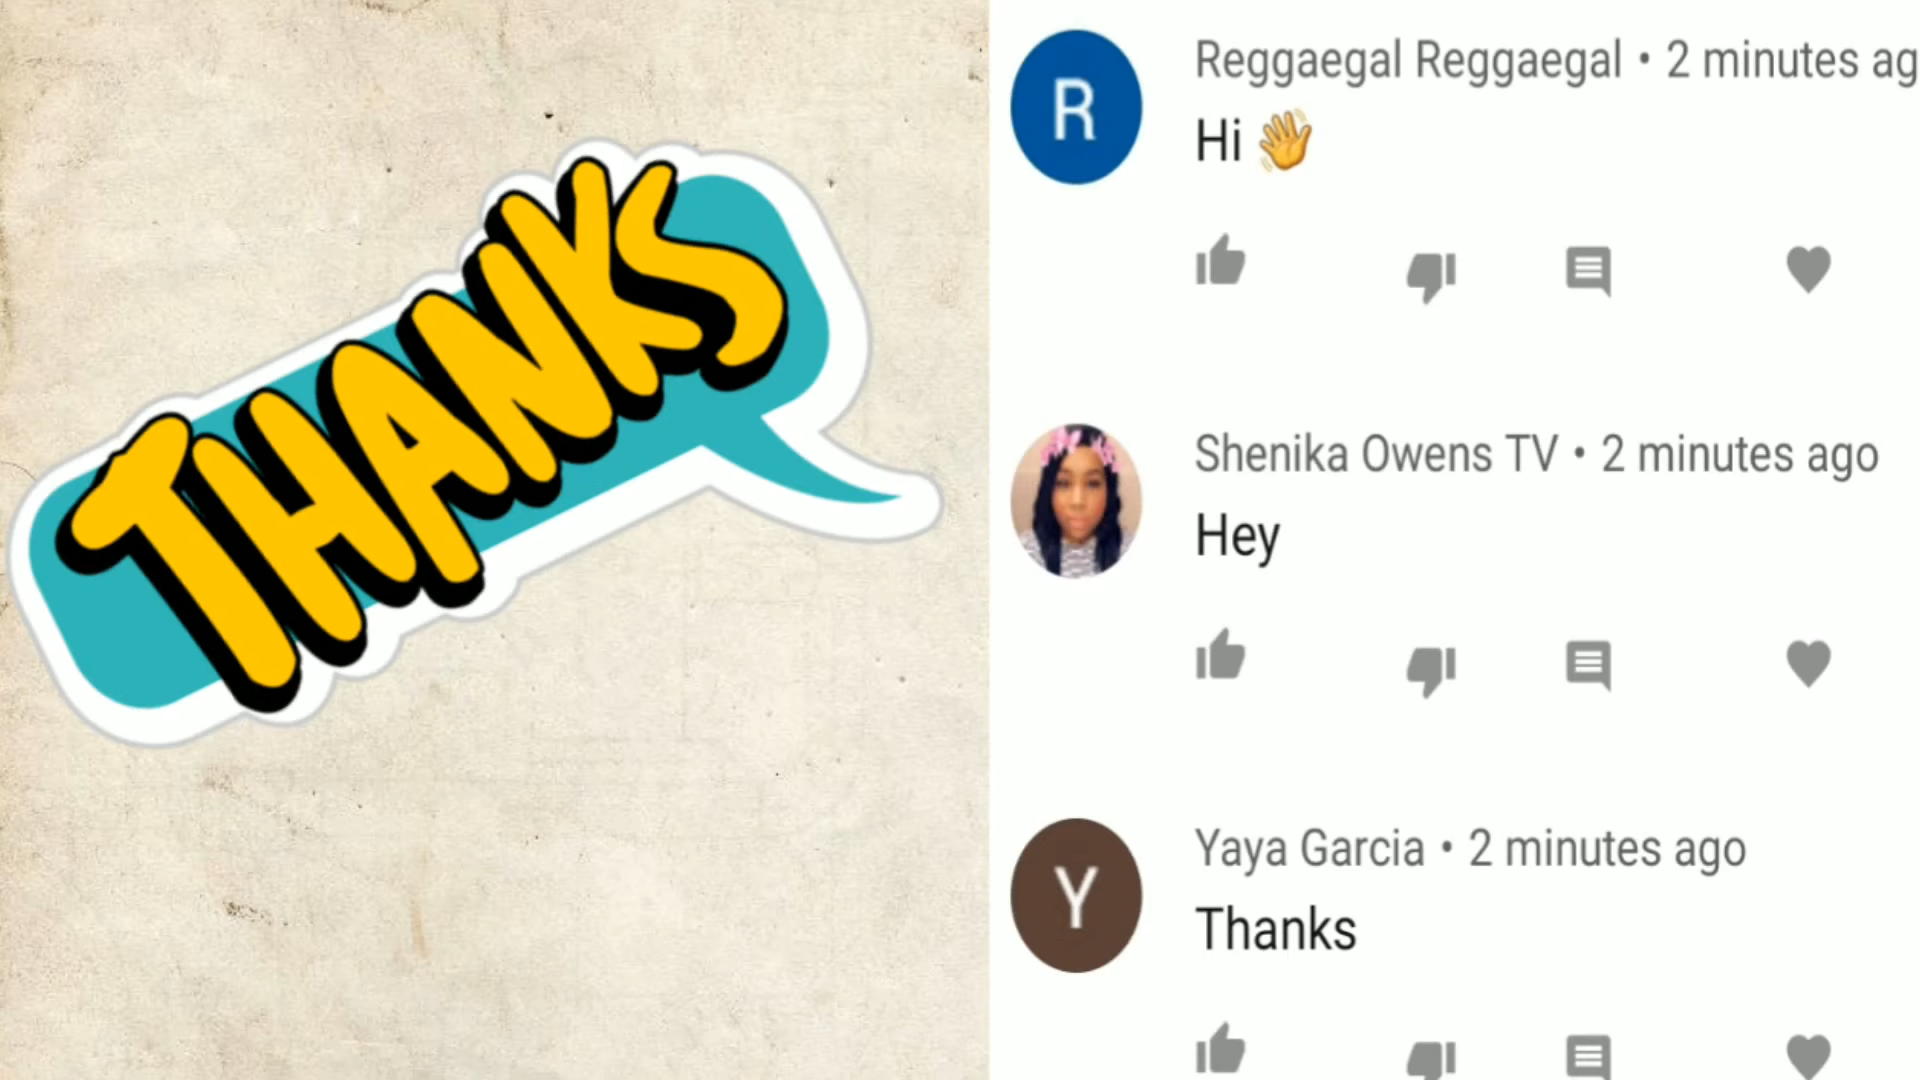 THANKS
R
Reggaegal Reggaegal • 2 minutes ag
Hi 👋
Shenika Owens TV • 2 minutes ago
Hey
Y
Yaya Garcia • 2 minutes ago
Thanks